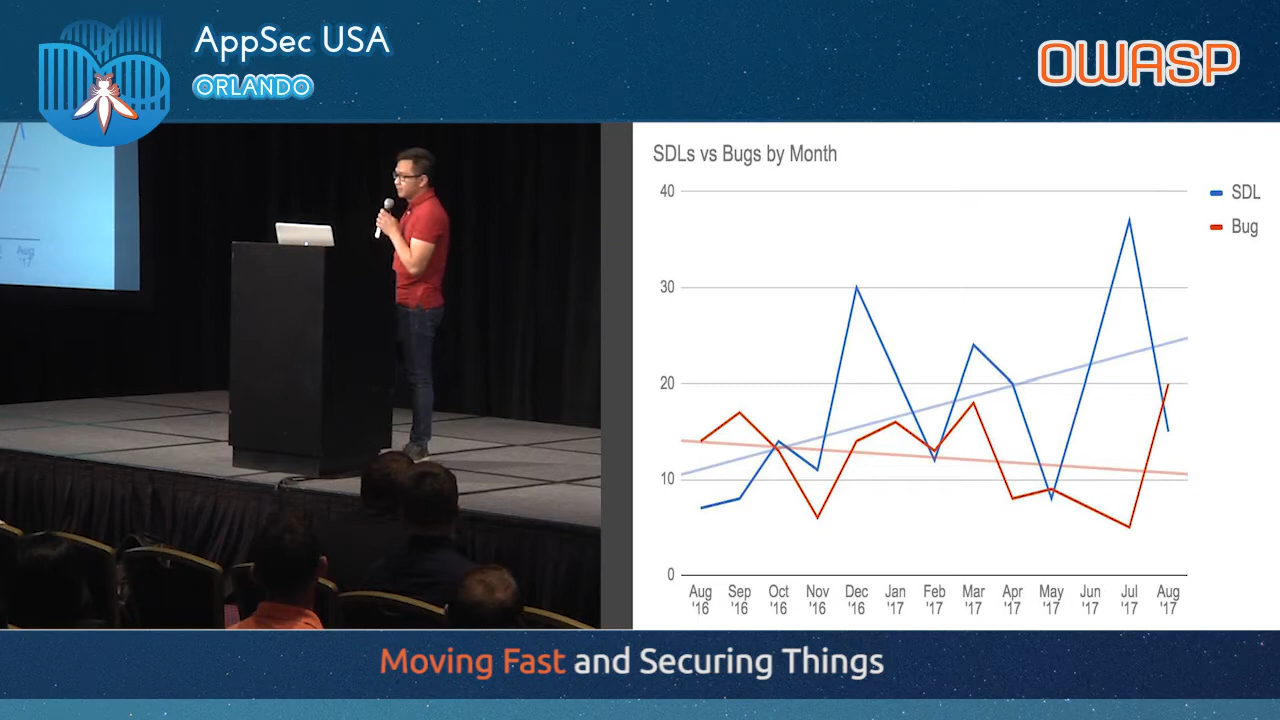 AppSec USA
ORLANDO
OWASP
Aug
'17
SDLs vs Bugs by Month
40
30
20
10
0
SDL
Bug
Aug '16
Sep '16
Oct '16
Nov '16
Dec '16
Jan '17
Feb '17
Mar '17
Apr '17
May '17
Jun '17
Jul '17
Aug '17
Moving Fast and Securing Things